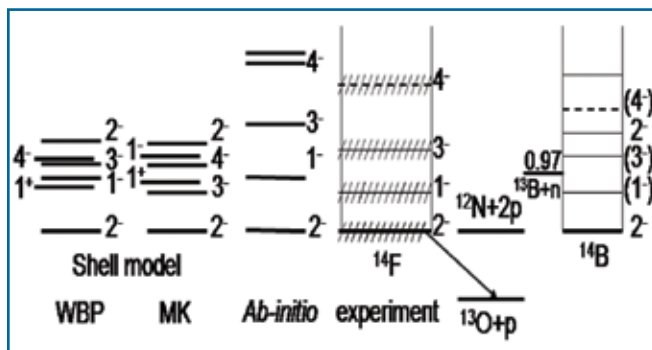 4⁻ 4⁻ (4⁻)
2⁻ 1⁻ 2⁻ 3⁻ 3⁻ 2⁻
4⁻ 3⁻ 4⁻ 1⁻ 0.97 (3⁻)
1⁺ 1⁻ 1⁺ 3⁻ 1⁻ ¹²N+2p ¹³B+n (1⁻)
2⁻ 2⁻ 2⁻ 2⁻ 2⁻
Shell model ¹⁴F ¹⁴B
WBP MK Ab-initio experiment ¹³O+p